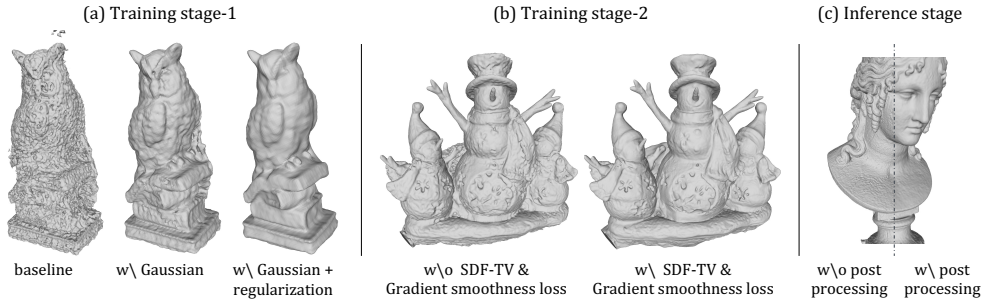 (a) Training stage-1
(b) Training stage-2
(c) Inference stage
baseline
w\ Gaussian
w\ Gaussian +
regularization
w\o SDF-TV &
Gradient smoothness loss
w\ SDF-TV &
Gradient smoothness loss
w\o post
processing
w\ post
processing